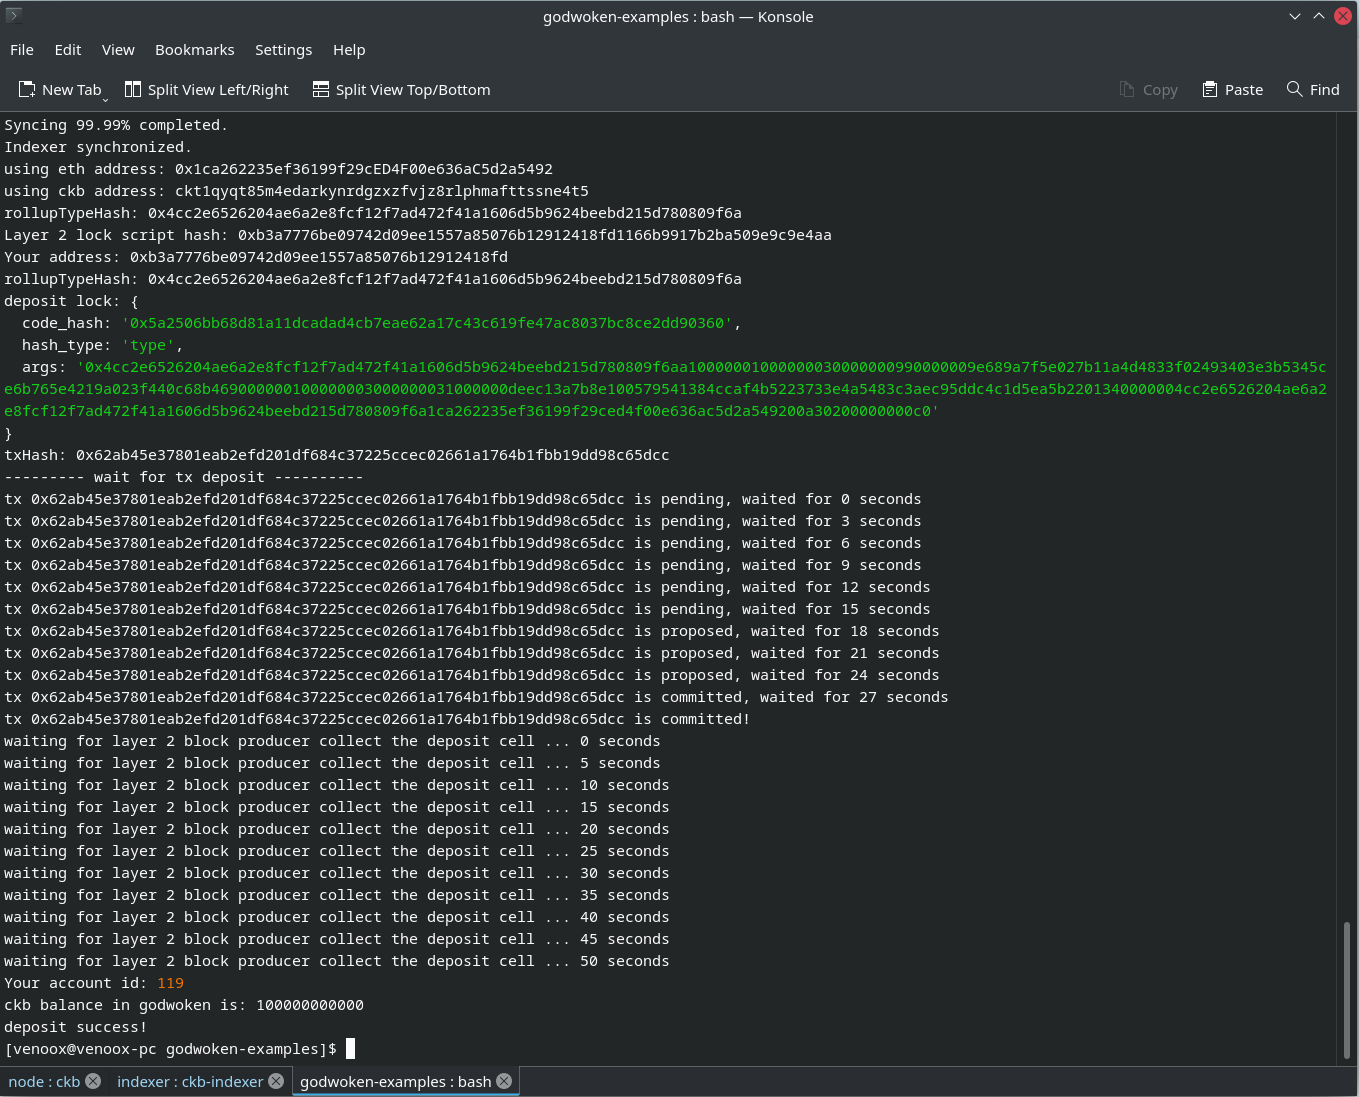 godwoken-examples : bash — Konsole
File Edit View Bookmarks Settings Help
New Tab Split View Left/Right Split View Top/Bottom Copy Paste Find
Syncing 99.99% completed.
Indexer synchronized.
using eth address: 0x1ca262235ef36199f29cED4F00e636aC5d2a5492
using ckb address: ckt1qyqt85m4edarkynrdgzxzfvjz8rlphmafttssne4t5
rollupTypeHash: 0x4cc2e6526204ae6a2e8fcf12f7ad472f41a1606d5b9624beebd215d780809f6a
Layer 2 lock script hash: 0xb3a7776be09742d09ee1557a85076b12912418fd1166b9917b2ba509e9c9e4aa
Your address: 0xb3a7776be09742d09ee1557a85076b12912418fd
rollupTypeHash: 0x4cc2e6526204ae6a2e8fcf12f7ad472f41a1606d5b9624beebd215d780809f6a
deposit lock: {
  code_hash: '0x5a2506bb68d81a11dcadad4cb7eae62a17c43c619fe47ac8037bc8ce2dd90360',
  hash_type: 'type',
  args: '0x4cc2e6526204ae6a2e8fcf12f7ad472f41a1606d5b9624beebd215d780809f6aa10000001000000030000000990000009e689a7f5e027b11a4d4833f02493403e3b5345c
e6b765e4219a023f440c68b4690000001000000030000000031000000deec13a7b8e100579541384ccaf4b5223733e4a5483c3aec95ddc4c1d5ea5b2201340000004cc2e6526204ae6a2
e8fcf12f7ad472f41a1606d5b9624beebd215d780809f6a1ca262235ef36199f29ced4f00e636ac5d2a549200a30200000000c0'
}
txHash: 0x62ab45e37801eab2efd201df684c37225ccec02661a1764b1fbb19dd98c65dcc
--------- wait for tx deposit ----------
tx 0x62ab45e37801eab2efd201df684c37225ccec02661a1764b1fbb19dd98c65dcc is pending, waited for 0 seconds
tx 0x62ab45e37801eab2efd201df684c37225ccec02661a1764b1fbb19dd98c65dcc is pending, waited for 3 seconds
tx 0x62ab45e37801eab2efd201df684c37225ccec02661a1764b1fbb19dd98c65dcc is pending, waited for 6 seconds
tx 0x62ab45e37801eab2efd201df684c37225ccec02661a1764b1fbb19dd98c65dcc is pending, waited for 9 seconds
tx 0x62ab45e37801eab2efd201df684c37225ccec02661a1764b1fbb19dd98c65dcc is pending, waited for 12 seconds
tx 0x62ab45e37801eab2efd201df684c37225ccec02661a1764b1fbb19dd98c65dcc is pending, waited for 15 seconds
tx 0x62ab45e37801eab2efd201df684c37225ccec02661a1764b1fbb19dd98c65dcc is proposed, waited for 18 seconds
tx 0x62ab45e37801eab2efd201df684c37225ccec02661a1764b1fbb19dd98c65dcc is proposed, waited for 21 seconds
tx 0x62ab45e37801eab2efd201df684c37225ccec02661a1764b1fbb19dd98c65dcc is proposed, waited for 24 seconds
tx 0x62ab45e37801eab2efd201df684c37225ccec02661a1764b1fbb19dd98c65dcc is committed, waited for 27 seconds
tx 0x62ab45e37801eab2efd201df684c37225ccec02661a1764b1fbb19dd98c65dcc is committed!
waiting for layer 2 block producer collect the deposit cell ... 0 seconds
waiting for layer 2 block producer collect the deposit cell ... 5 seconds
waiting for layer 2 block producer collect the deposit cell ... 10 seconds
waiting for layer 2 block producer collect the deposit cell ... 15 seconds
waiting for layer 2 block producer collect the deposit cell ... 20 seconds
waiting for layer 2 block producer collect the deposit cell ... 25 seconds
waiting for layer 2 block producer collect the deposit cell ... 30 seconds
waiting for layer 2 block producer collect the deposit cell ... 35 seconds
waiting for layer 2 block producer collect the deposit cell ... 40 seconds
waiting for layer 2 block producer collect the deposit cell ... 45 seconds
waiting for layer 2 block producer collect the deposit cell ... 50 seconds
Your account id: 119
ckb balance in godwoken is: 100000000000
deposit success!
[venoox@venoox-pc godwoken-examples]$
node : ckb indexer : ckb-indexer godwoken-examples : bash